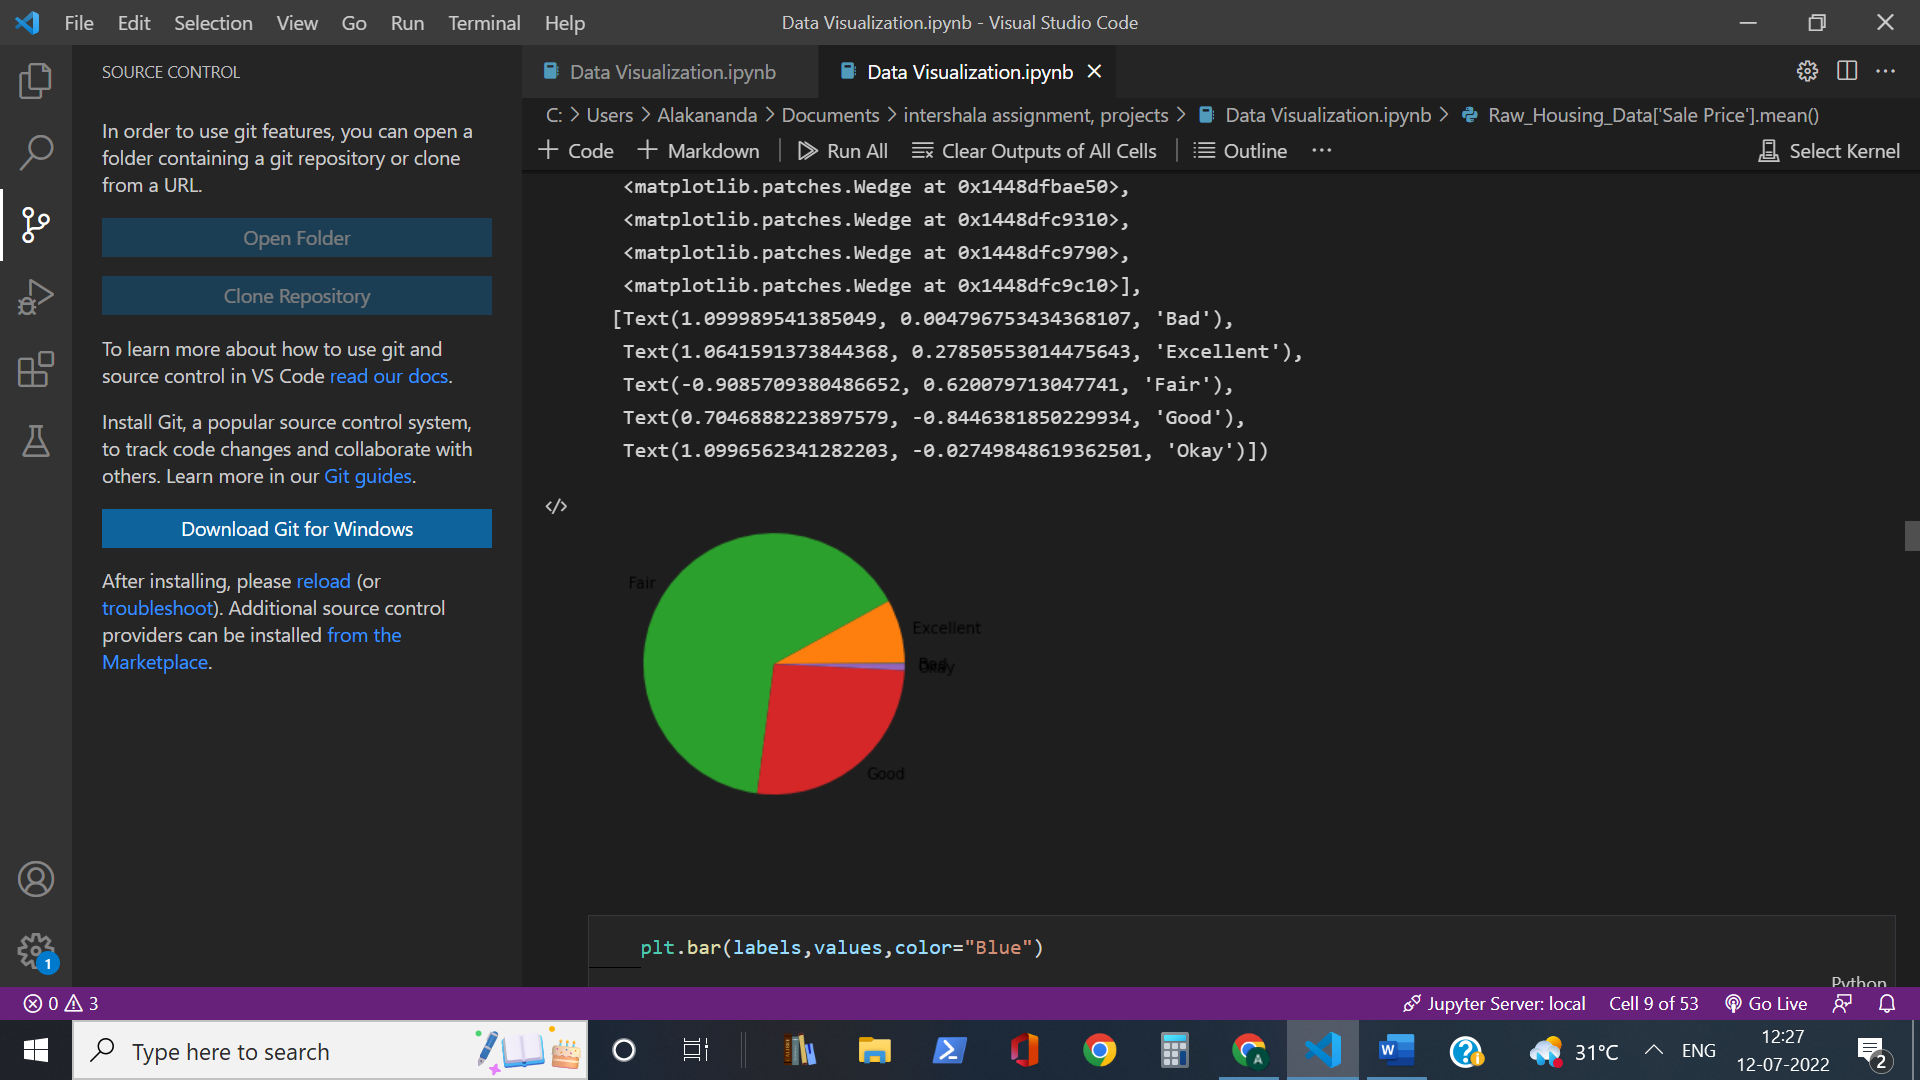 File Edit Selection View Go Run Terminal Help
Data Visualization.ipynb - Visual Studio Code
SOURCE CONTROL
In order to use git features, you can open a
folder containing a git repository or clone
from a URL.
Open Folder
Clone Repository
To learn more about how to use git and
source control in VS Code read our docs.
Install Git, a popular source control system,
to track code changes and collaborate with
others. Learn more in our Git guides.
Download Git for Windows
After installing, please reload (or
troubleshoot). Additional source control
providers can be installed from the
Marketplace.
1
Data Visualization.ipynb
Data Visualization.ipynb
C: > Users > Alakananda > Documents > intershala assignment, projects > Data Visualization.ipynb > Raw_Housing_Data['Sale Price'].mean()
+ Code + Markdown Run All Clear Outputs of All Cells Outline ··· Select Kernel
<matplotlib.patches.Wedge at 0x1448dfbae50>,
<matplotlib.patches.Wedge at 0x1448dfc9310>,
<matplotlib.patches.Wedge at 0x1448dfc9790>,
<matplotlib.patches.Wedge at 0x1448dfc9c10>],
[Text(1.099989541385049, 0.004796753434368107, 'Bad'),
Text(1.0641591373844368, 0.27850553014475643, 'Excellent'),
Text(-0.9085709380486652, 0.620079713047741, 'Fair'),
Text(0.7046888223897579, -0.8446381850229934, 'Good'),
Text(1.0996562341282203, -0.02749848619362501, 'Okay')])
</>
Fair
Excellent
Bad
Okay
Good
plt.bar(labels,values,color="Blue")
Python
0 3
Jupyter Server: local Cell 9 of 53 Go Live
Type here to search
31°C ENG
12:27
12-07-2022
2